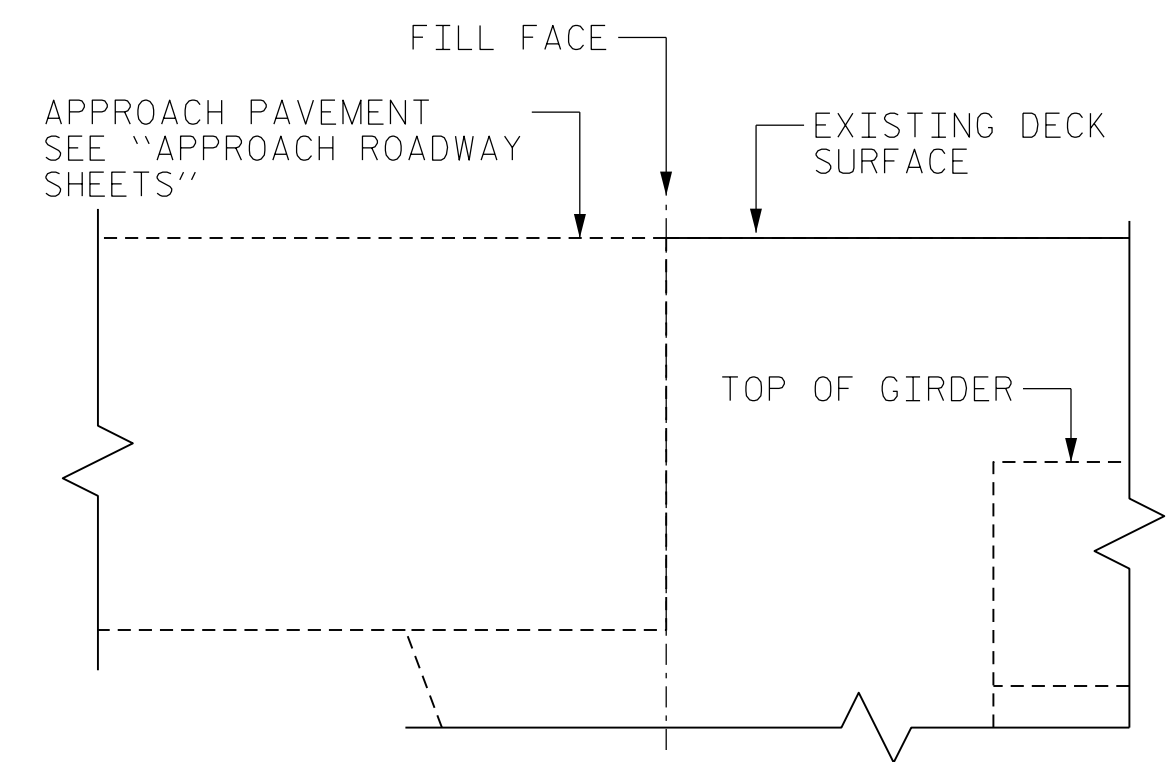 FILL FACE
APPROACH PAVEMENT
SEE ``APPROACH ROADWAY
SHEETS''
EXISTING DECK
SURFACE
TOP OF GIRDER